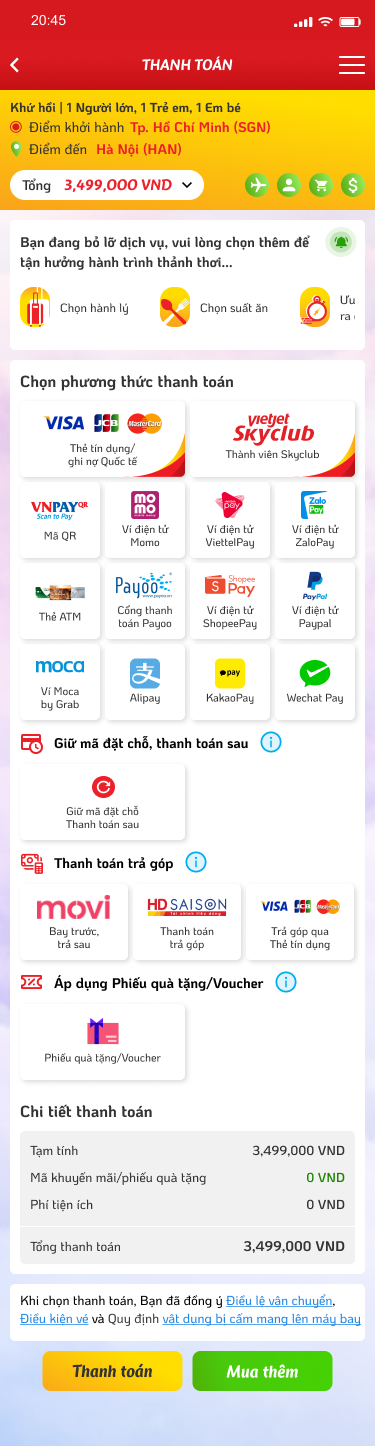 20:45
THANH TOÁN
Khứ hồi | 1 Người lớn, 1 Trẻ em, 1 Em bé
Điểm khởi hành Tp. Hồ Chí Minh (SGN)
Điểm đến Hà Nội (HAN)
Tổng 3,499,000 VND
Bạn đang bỏ lỡ dịch vụ, vui lòng chọn thêm để
tận hưởng hành trình thảnh thơi...
Chọn hành lý
Chọn suất ăn
Ưu
ra
Chọn phương thức thanh toán
VISA JCB MasterCard
Thẻ tín dụng/
ghi nợ Quốc tế
vietjet
Skyclub
Thành viên Skyclub
VNPAYQR
Scan to Pay
Mã QR
momo
Ví điện tử
Momo
viettel pay
Ví điện tử
ViettelPay
Zalo Pay
Ví điện tử
ZaloPay
Thẻ ATM
Payoo
Cổng thanh
toán Payoo
Shopee Pay
Ví điện tử
ShopeePay
PayPal
Ví điện tử
Paypal
moca
Ví Moca
by Grab
支
Alipay
pay
KakaoPay
Wechat Pay
Giữ mã đặt chỗ, thanh toán sau i
Giữ mã đặt chỗ
Thanh toán sau
Thanh toán trả góp i
movi
Bay trước,
trả sau
HD SAISON
Thanh toán
trả góp
VISA JCB MasterCard
Trả góp qua
Thẻ tín dụng
Áp dụng Phiếu quà tặng/Voucher i
Phiếu quà tặng/Voucher
Chi tiết thanh toán
Tạm tính 3,499,000 VND
Mã khuyến mãi/phiếu quà tặng 0 VND
Phí tiện ích 0 VND
Tổng thanh toán 3,499,000 VND
Khi chọn thanh toán, Bạn đã đồng ý Điều lệ vận chuyển,
Điều kiện vé và Quy định vật dụng bị cấm mang lên máy bay
Thanh toán
Mua thêm